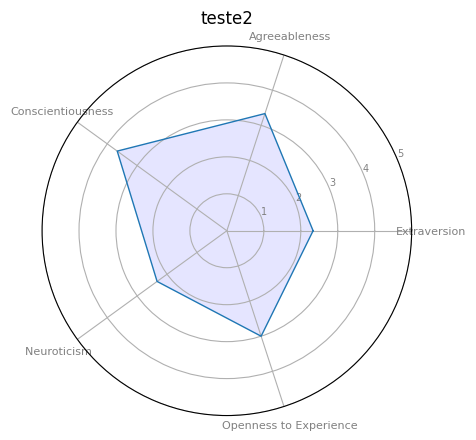 teste2
Agreeableness
Conscientiousness
5
4
3
2
1
Extraversion
Neuroticism
Openness to Experience